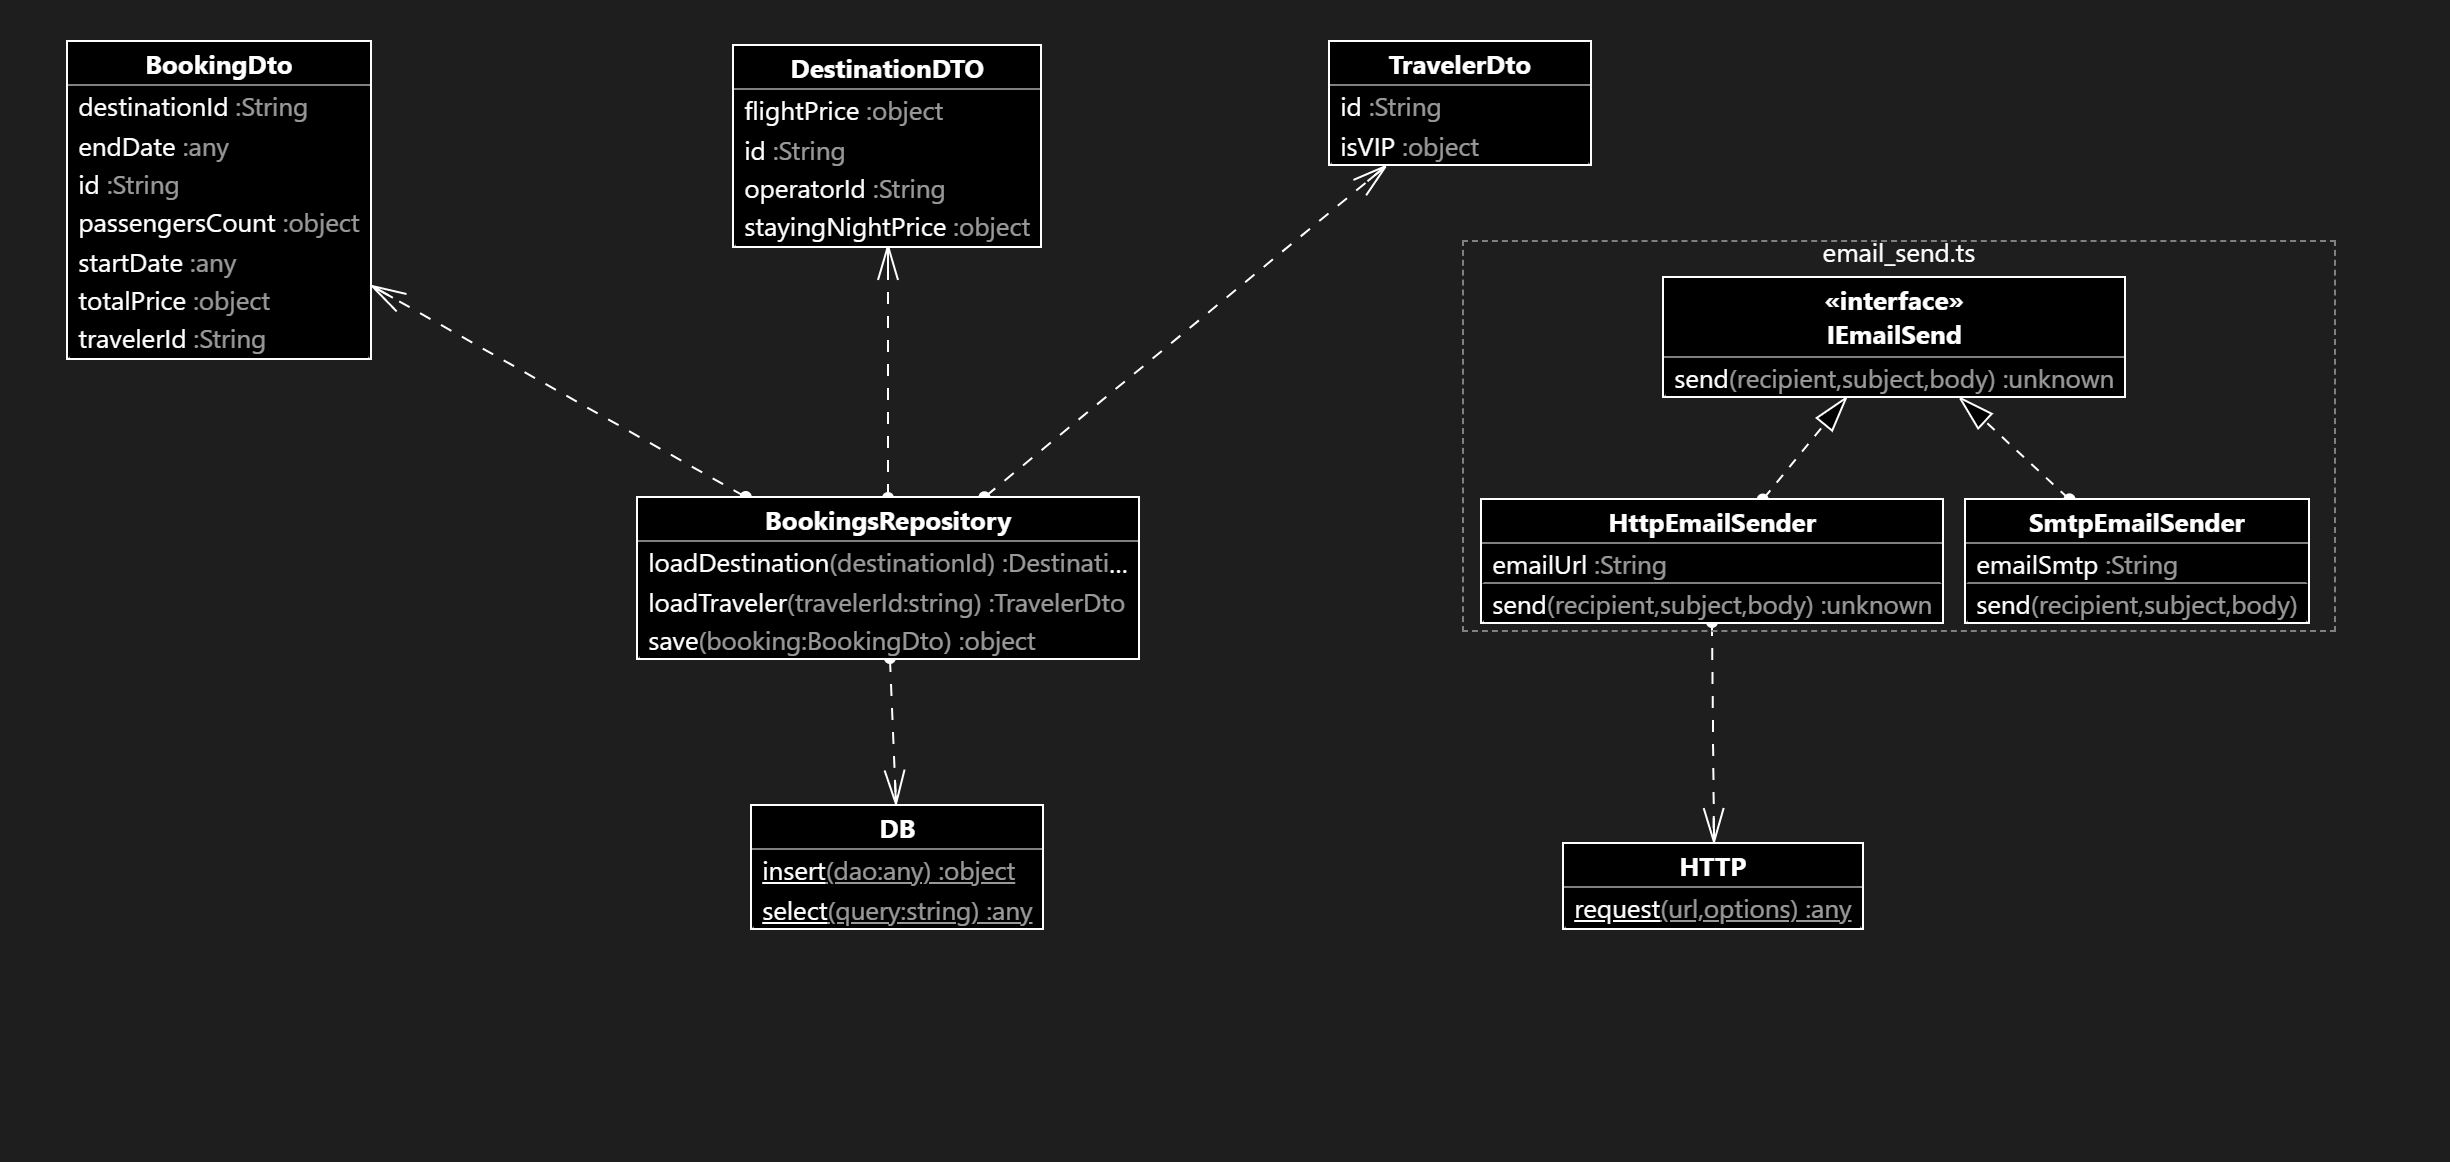 BookingDto
destinationId :String
endDate :any
id :String
passengersCount :object
startDate :any
totalPrice :object
travelerId :String
DestinationDTO
flightPrice :object
id :String
operatorId :String
stayingNightPrice :object
TravelerDto
id :String
isVIP :object
email_send.ts
«interface»
IEmailSend
send(recipient,subject,body) :unknown
BookingsRepository
loadDestination(destinationId) :Destinati...
loadTraveler(travelerId:string) :TravelerDto
save(booking:BookingDto) :object
HttpEmailSender
emailUrl :String
send(recipient,subject,body) :unknown
SmtpEmailSender
emailSmtp :String
send(recipient,subject,body)
DB
insert(dao:any) :object
select(query:string) :any
HTTP
request(url,options) :any